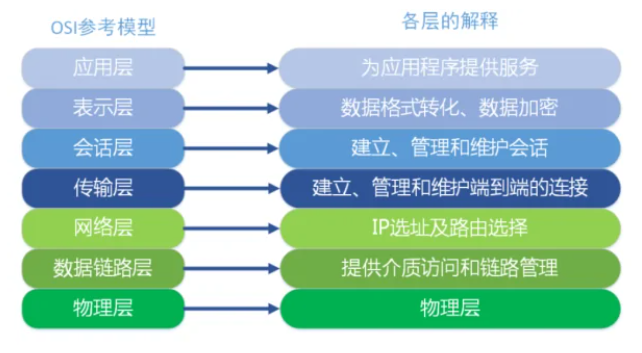 OSI参考模型 各层的解释
应用层 为应用程序提供服务
表示层 数据格式转化、数据加密
会话层 建立、管理和维护会话
传输层 建立、管理和维护端到端的连接
网络层 IP选址及路由选择
数据链路层 提供介质访问和链路管理
物理层 物理层